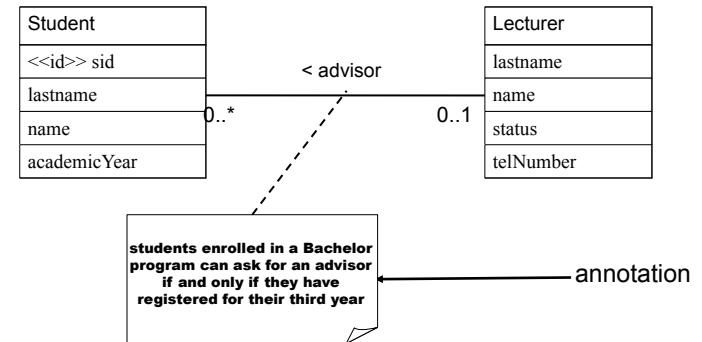 Student
<<id>> sid
lastname
name
academicYear
< advisor
0..*
0..1
Lecturer
lastname
name
status
telNumber
students enrolled in a Bachelor
program can ask for an advisor
if and only if they have
registered for their third year
annotation